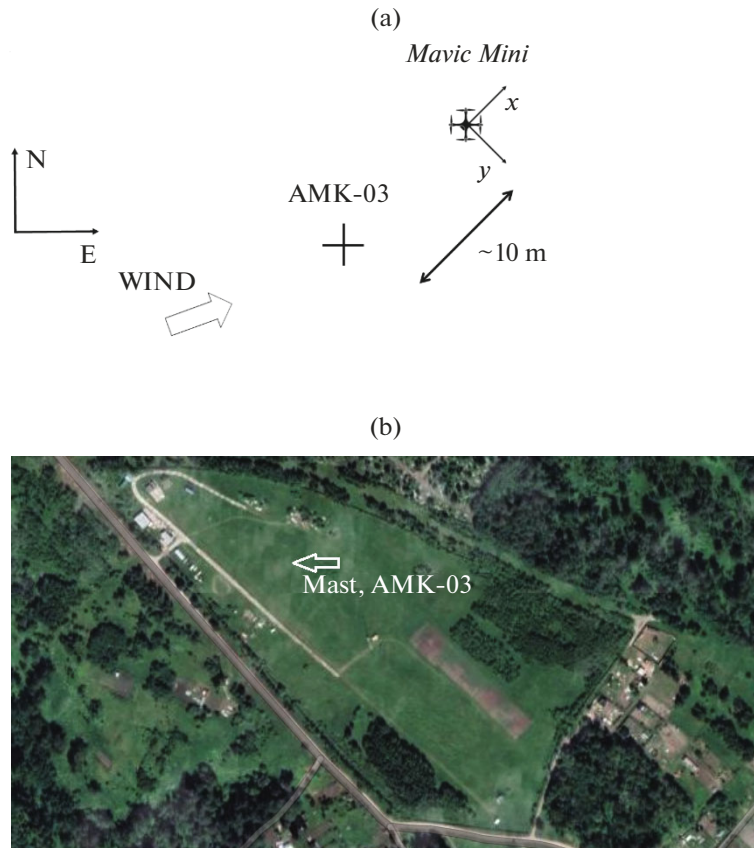 (a)
Mavic Mini
x
y
N
E
AMK-03
~10 m
WIND
(b)
Mast, AMK-03